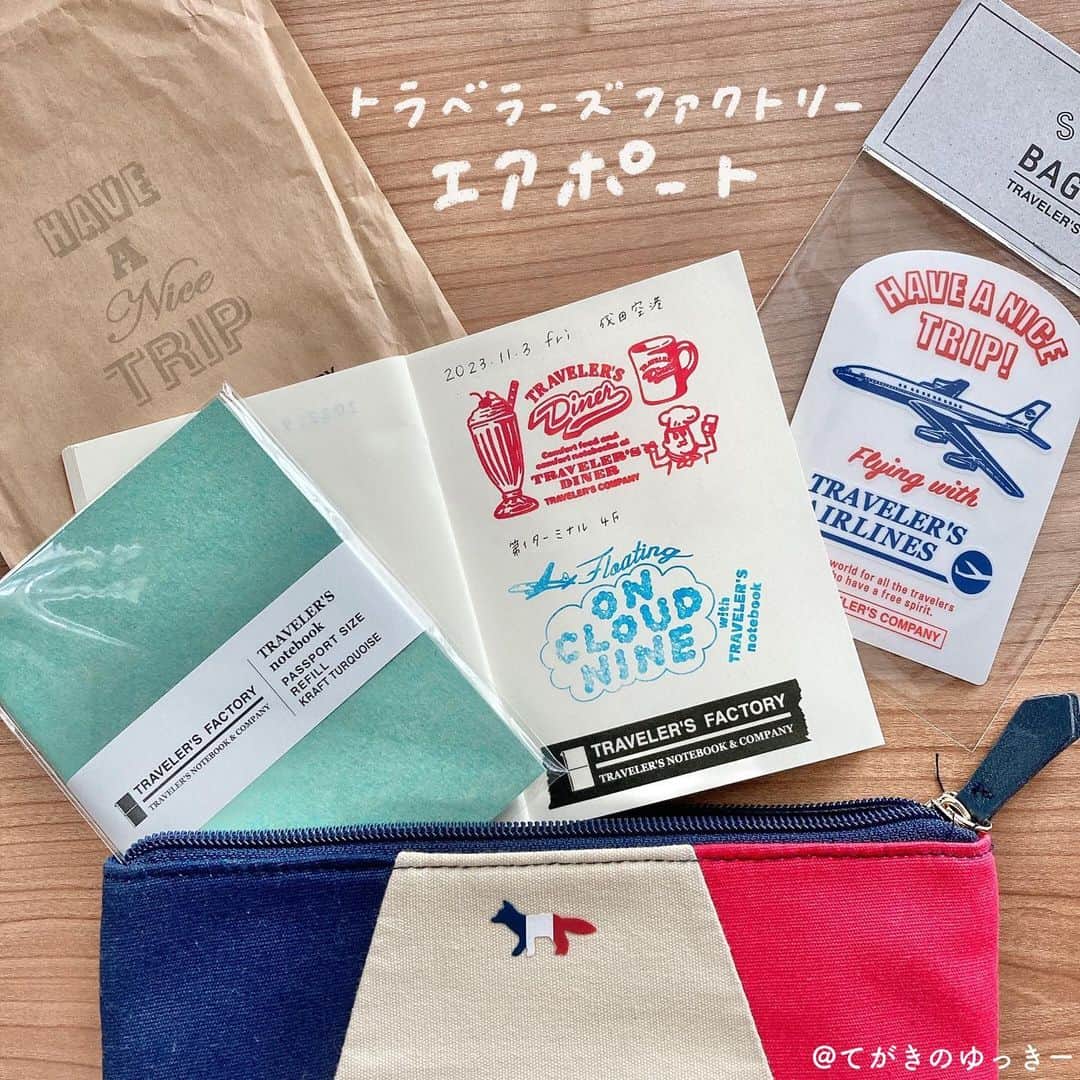 トラベラーズファクトリー
エアポート
HAVE
A
Nice
TRIP
BAG
TRAVELER'S
HAVE A NICE
TRIP!
Flying with
TRAVELER'S
AIRLINES
world for all the travelers
have a free spirit.
TRAVELER'S COMPANY
2023.11.3 fri 成田空港
TRAVELER'S
Diner
Comfort food and
comfort notebooks at
TRAVELER'S
DINER
TRAVELER'S COMPANY
第1ターミナル 4F
Floating
ON
CLOUD
NINE
with
TRAVELER'S
notebook
TRAVELER'S FACTORY
TRAVELER'S NOTEBOOK & COMPANY
TRAVELER'S FACTORY
TRAVELER'S NOTEBOOK & COMPANY
TRAVELER'S
notebook
PASSPORT SIZE
REFILL
KRAFT TURQUOISE
@てがきのゆっきー